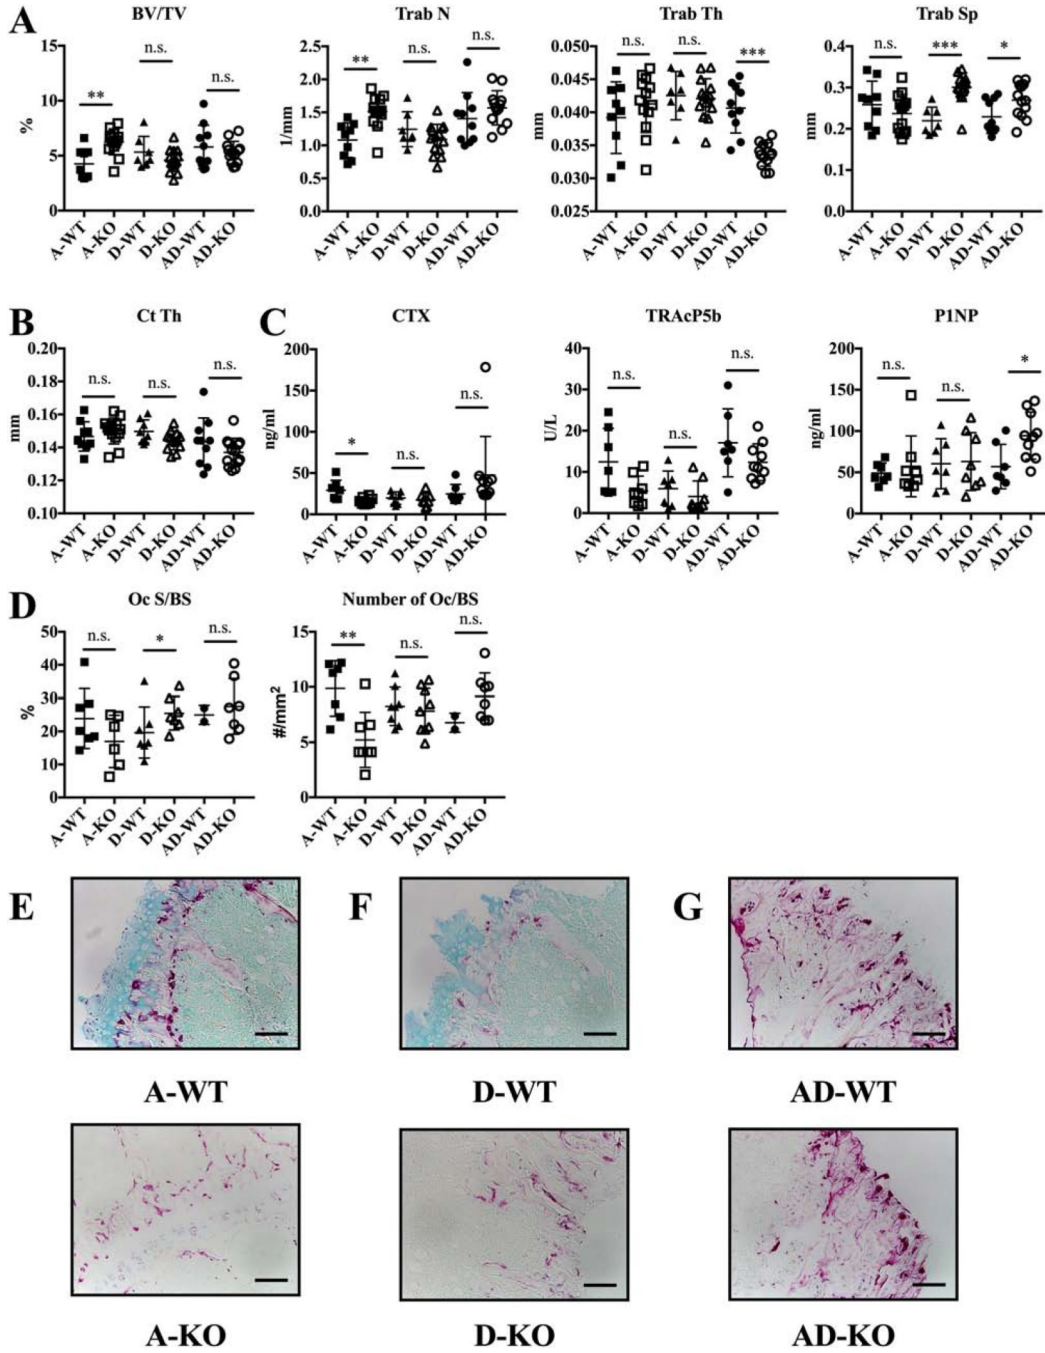 A
BV/TV
%
15
10
5
0
**
n.s.
n.s.
A-WT
A-KO
D-WT
D-KO
AD-WT
AD-KO
Trab N
1/mm
2.5
2.0
1.5
1.0
0.5
0.0
**
n.s.
n.s.
A-WT
A-KO
D-WT
D-KO
AD-WT
AD-KO
Trab Th
mm
0.050
0.045
0.040
0.035
0.030
0.025
n.s.
n.s.
***
A-WT
A-KO
D-WT
D-KO
AD-WT
AD-KO
Trab Sp
mm
0.4
0.3
0.2
0.1
0.0
n.s.
***
*
A-WT
A-KO
D-WT
D-KO
AD-WT
AD-KO
B
Ct Th
mm
0.20
0.18
0.16
0.14
0.12
0.10
n.s.
n.s.
n.s.
A-WT
A-KO
D-WT
D-KO
AD-WT
AD-KO
C
CTX
ng/ml
200
150
100
50
0
*
n.s.
n.s.
A-WT
A-KO
D-WT
D-KO
AD-WT
AD-KO
TRAcP5b
U/L
40
30
20
10
0
n.s.
n.s.
n.s.
A-WT
A-KO
D-WT
D-KO
AD-WT
AD-KO
P1NP
ng/ml
200
150
100
50
0
n.s.
n.s.
*
A-WT
A-KO
D-WT
D-KO
AD-WT
AD-KO
D
Oc S/BS
%
50
40
30
20
10
0
n.s.
*
n.s.
A-WT
A-KO
D-WT
D-KO
AD-WT
AD-KO
Number of Oc/BS
#/mm²
15
10
5
0
**
n.s.
n.s.
A-WT
A-KO
D-WT
D-KO
AD-WT
AD-KO
E
F
G
A-WT
D-WT
AD-WT
A-KO
D-KO
AD-KO